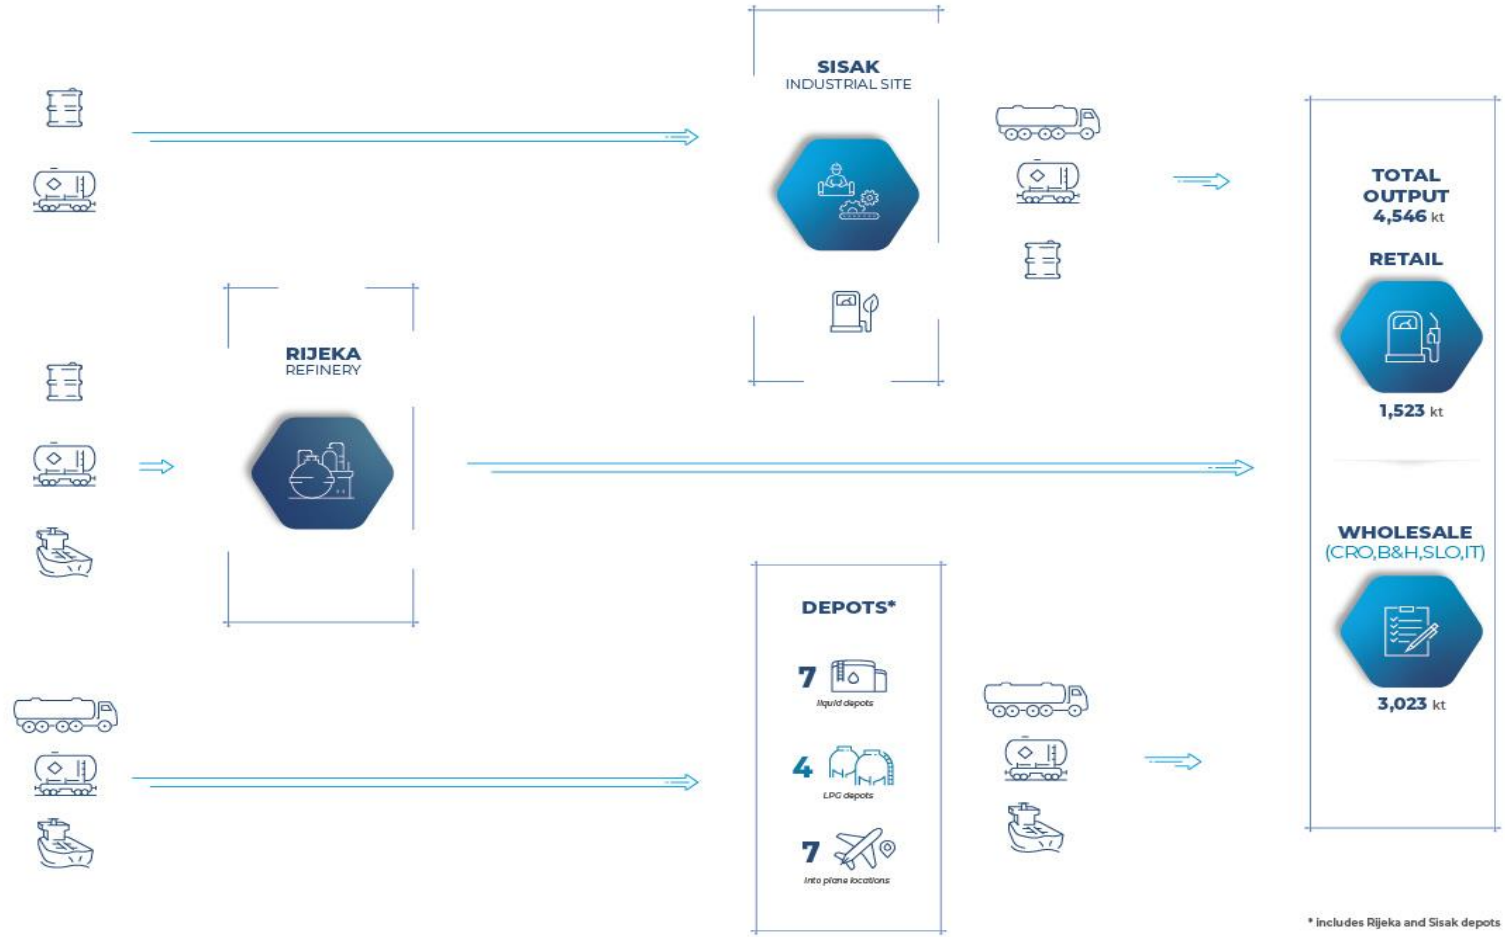 SISAK
INDUSTRIAL SITE
RIJEKA
REFINERY
DEPOTS*
7
liquid depots
4
LPG depots
7
Into plane locations
TOTAL
OUTPUT
4,546 kt
RETAIL
1,523 kt
WHOLESALE
(CRO,B&H,SLO,IT)
3,023 kt
* includes Rijeka and Sisak depots